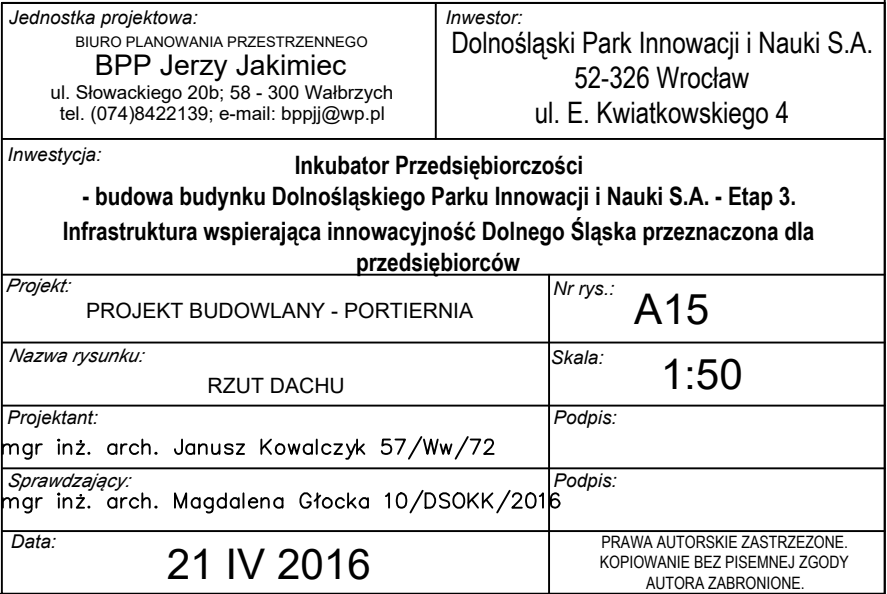 Jednostka projektowa:
BIURO PLANOWANIA PRZESTRZENNEGO
BPP Jerzy Jakimiec
ul. Słowackiego 20b; 58 - 300 Wałbrzych
tel. (074)8422139; e-mail: bppjj@wp.pl
Inwestor:
Dolnośląski Park Innowacji i Nauki S.A.
52-326 Wrocław
ul. E. Kwiatkowskiego 4
Inwestycja:
Inkubator Przedsiębiorczości
- budowa budynku Dolnośląskiego Parku Innowacji i Nauki S.A. - Etap 3.
Infrastruktura wspierająca innowacyjność Dolnego Śląska przeznaczona dla
przedsiębiorców
Projekt:
PROJEKT BUDOWLANY - PORTIERNIA
Nr rys.:
A15
Nazwa rysunku:
RZUT DACHU
Skala:
1:50
Projektant:
mgr inż. arch. Janusz Kowalczyk 57/Ww/72
Podpis:
Sprawdzający:
mgr inż. arch. Magdalena Głocka 10/DSOKK/2016
Podpis:
Data:
21 IV 2016
PRAWA AUTORSKIE ZASTRZEZONE.
KOPIOWANIE BEZ PISEMNEJ ZGODY
AUTORA ZABRONIONE.